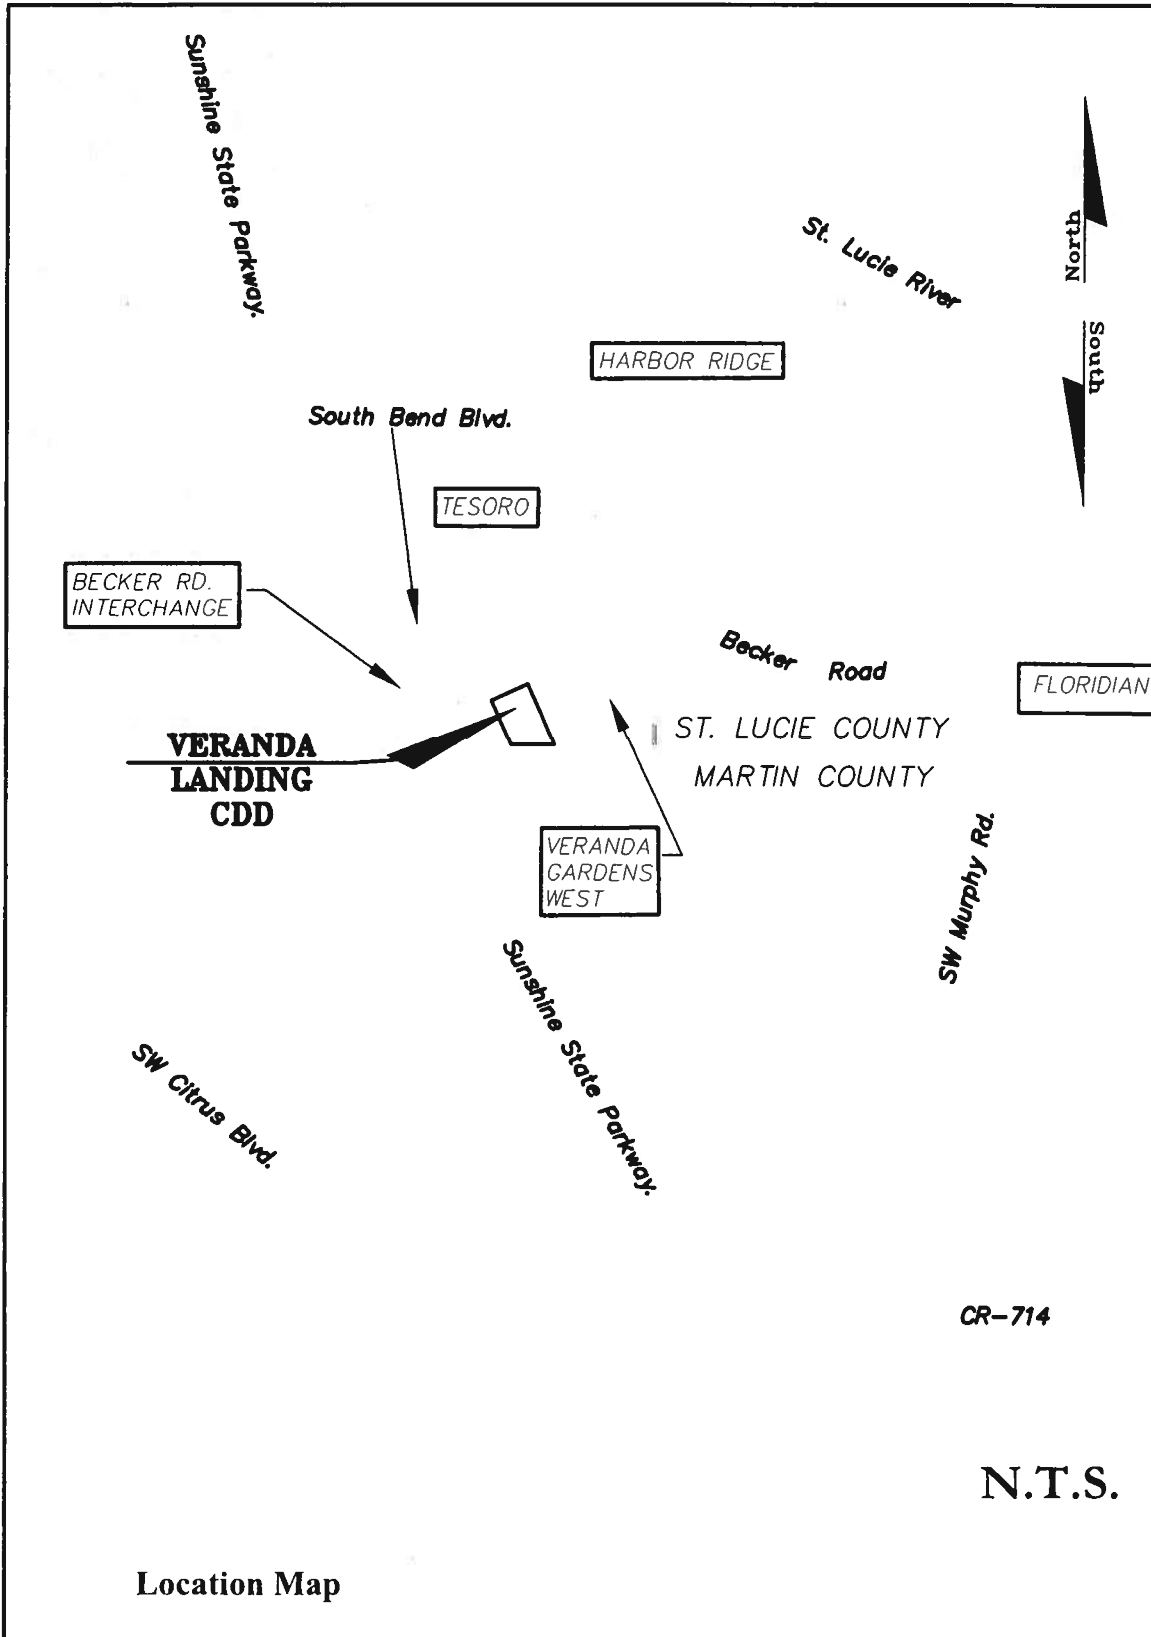 Sunshine State Parkway.
St. Lucie River
North
South
HARBOR RIDGE
South Bend Blvd.
TESORO
BECKER RD.
INTERCHANGE
Becker Road
FLORIDIAN
ST. LUCIE COUNTY
MARTIN COUNTY
VERANDA
LANDING
CDD
VERANDA
GARDENS
WEST
SW Murphy Rd.
Sunshine State Parkway.
SW Citrus Blvd.
CR-714
N.T.S.
Location Map